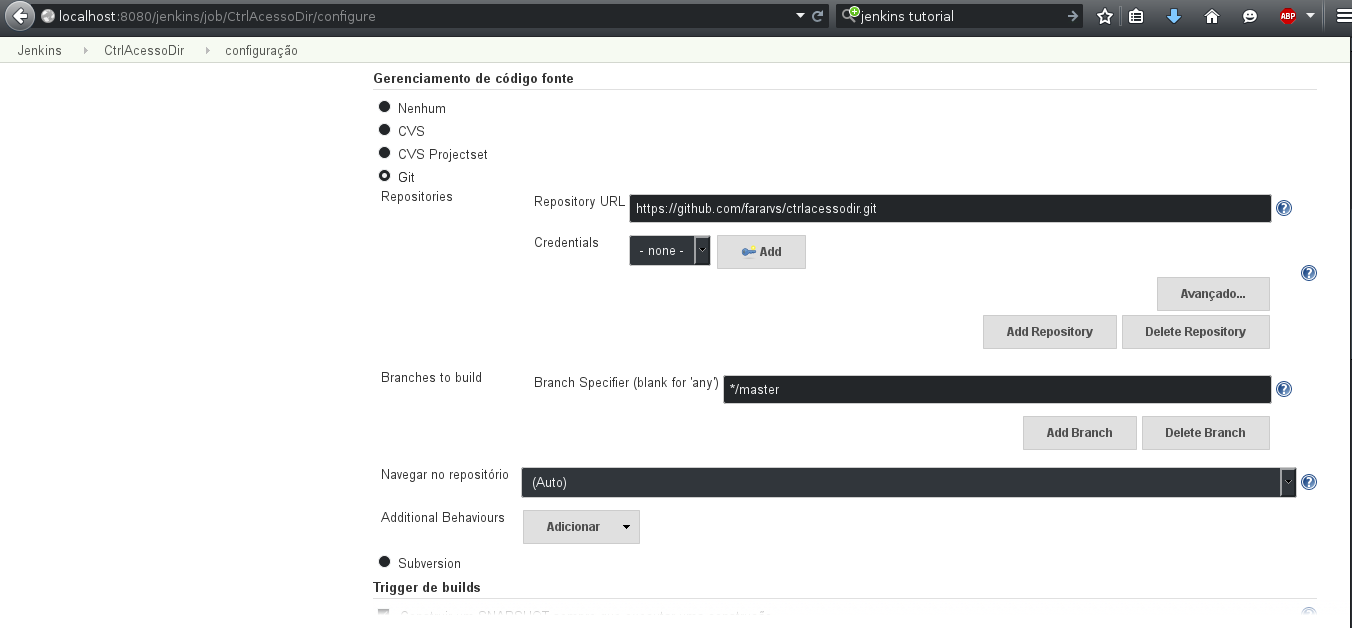 localhost:8080/jenkins/job/CtrlAcessoDir/configure
jenkins tutorial
ABP
Jenkins CtrlAcessoDir configuração
Gerenciamento de código fonte
Nenhum
CVS
CVS Projectset
Git
Repositories
Repository URL https://github.com/fararvs/ctrlacessodir.git
Credentials - none - Add
Avançado...
Add Repository Delete Repository
Branches to build
Branch Specifier (blank for 'any') */master
Add Branch Delete Branch
Navegar no repositório (Auto)
Additional Behaviours Adicionar
Subversion
Trigger de builds